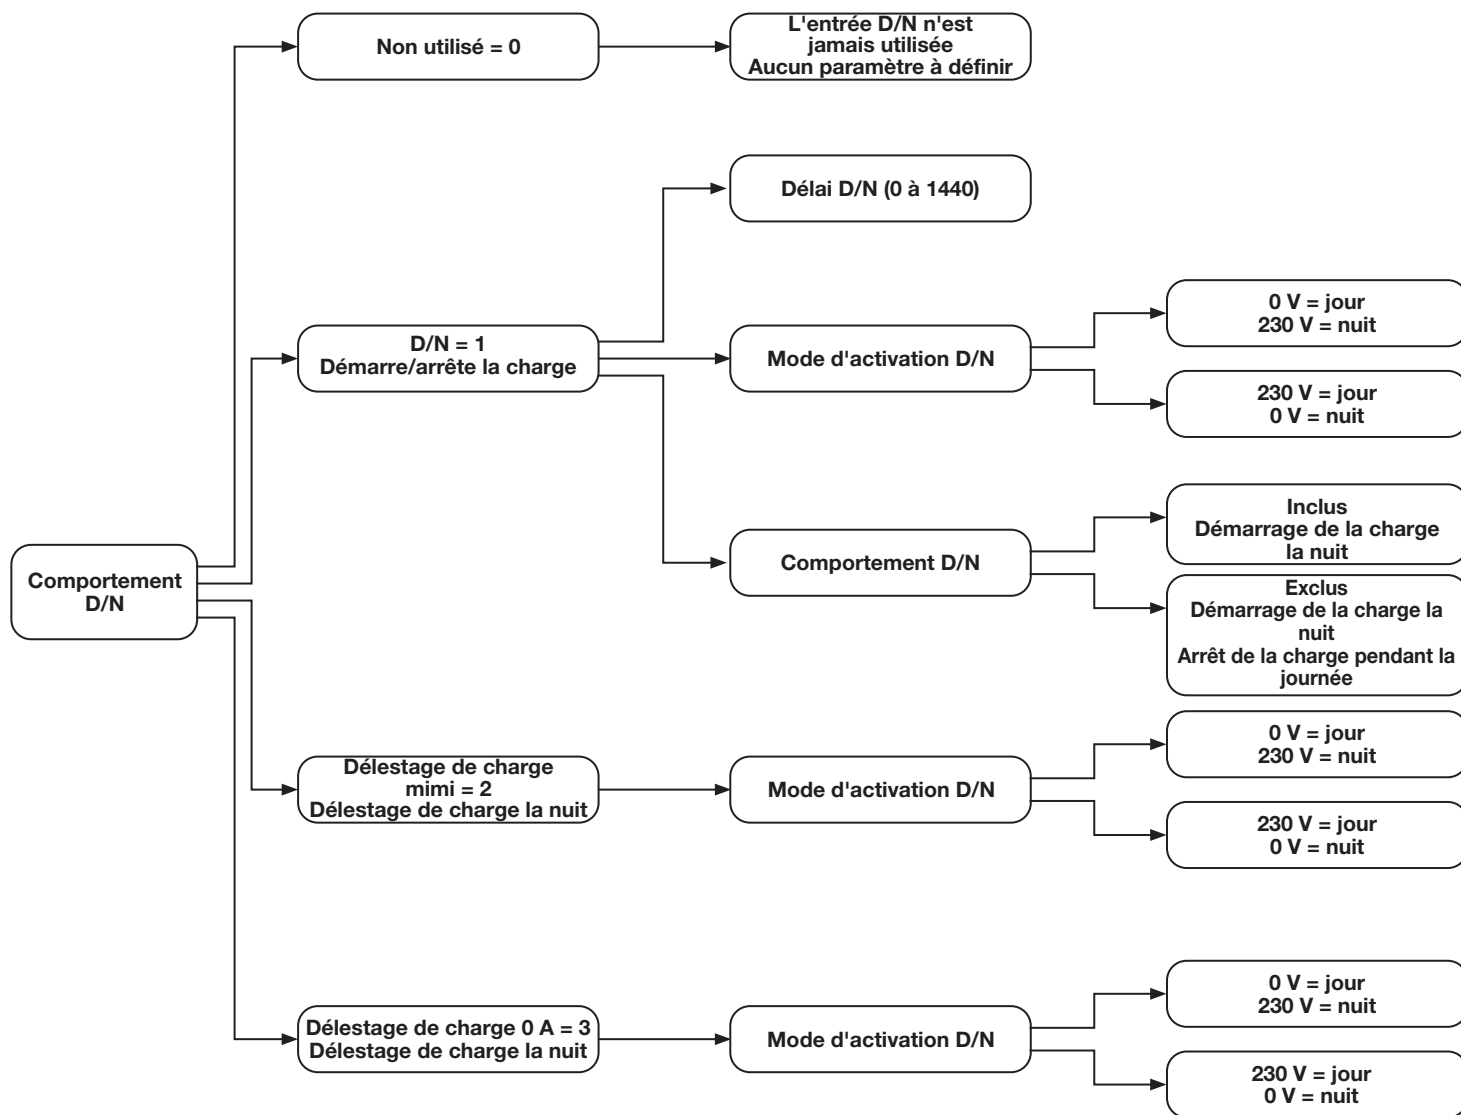 Non utilisé = 0
L'entrée D/N n'est
jamais utilisée
Aucun paramètre à définir
Délai D/N (0 à 1440)
D/N = 1
Démarre/arrête la charge
Mode d'activation D/N
0 V = jour
230 V = nuit
230 V = jour
0 V = nuit
Comportement D/N
Inclus
Démarrage de la charge
la nuit
Exclus
Démarrage de la charge la
nuit
Arrêt de la charge pendant la
journée
Comportement
D/N
Délestage de charge
mimi = 2
Délestage de charge la nuit
Mode d'activation D/N
0 V = jour
230 V = nuit
230 V = jour
0 V = nuit
Délestage de charge 0 A = 3
Délestage de charge la nuit
Mode d'activation D/N
0 V = jour
230 V = nuit
230 V = jour
0 V = nuit